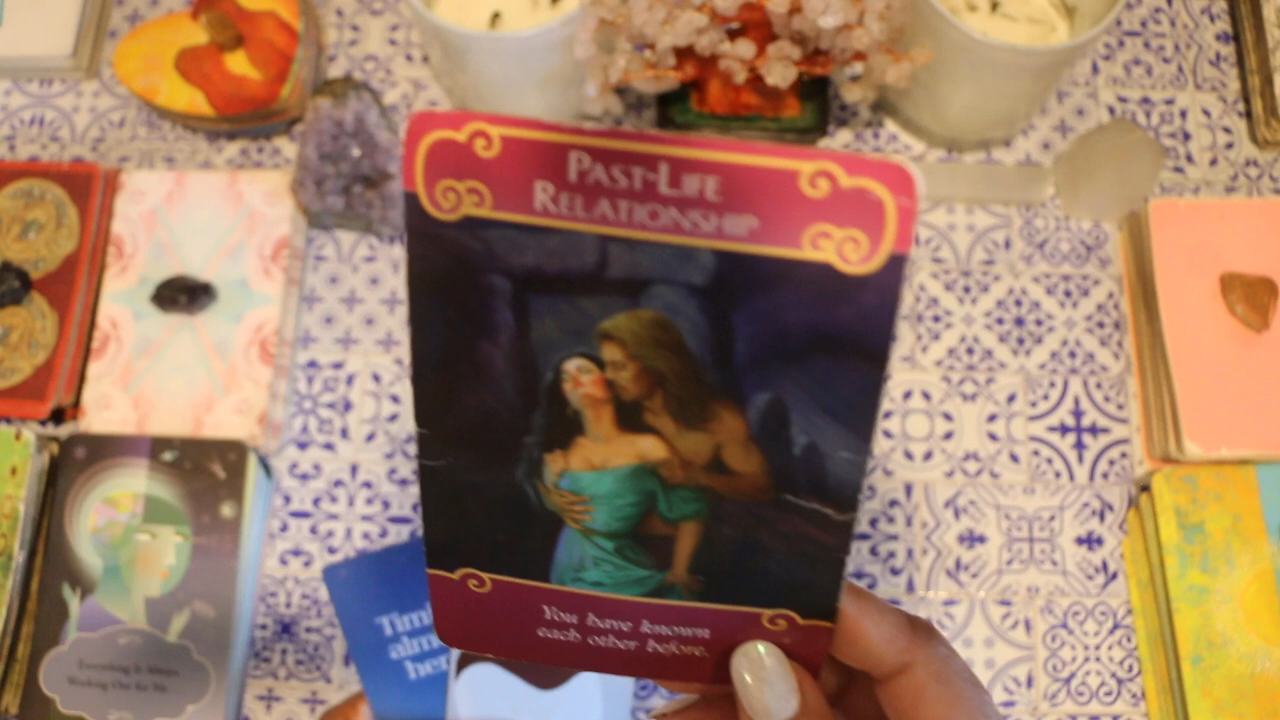 PAST-LIFE
RELATIONSHIP
You have known
each other before.
Everything Is Always
Working Out for Me